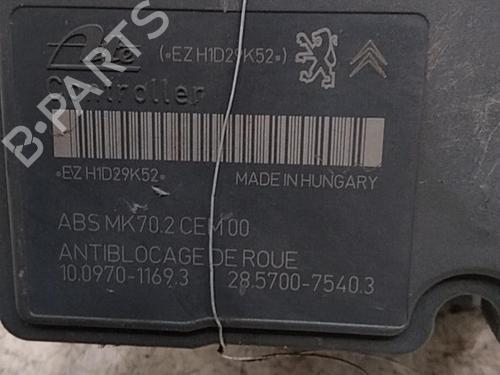 Ate (•EZ H1D29K52•)
Controller
•EZ H1D29K52•
MADE IN HUNGARY
ABS MK70.2 CEM 00
ANTIBLOCAGE DE ROUE
10.0970-1169.3 28.5700-7540.3
B-PARTS